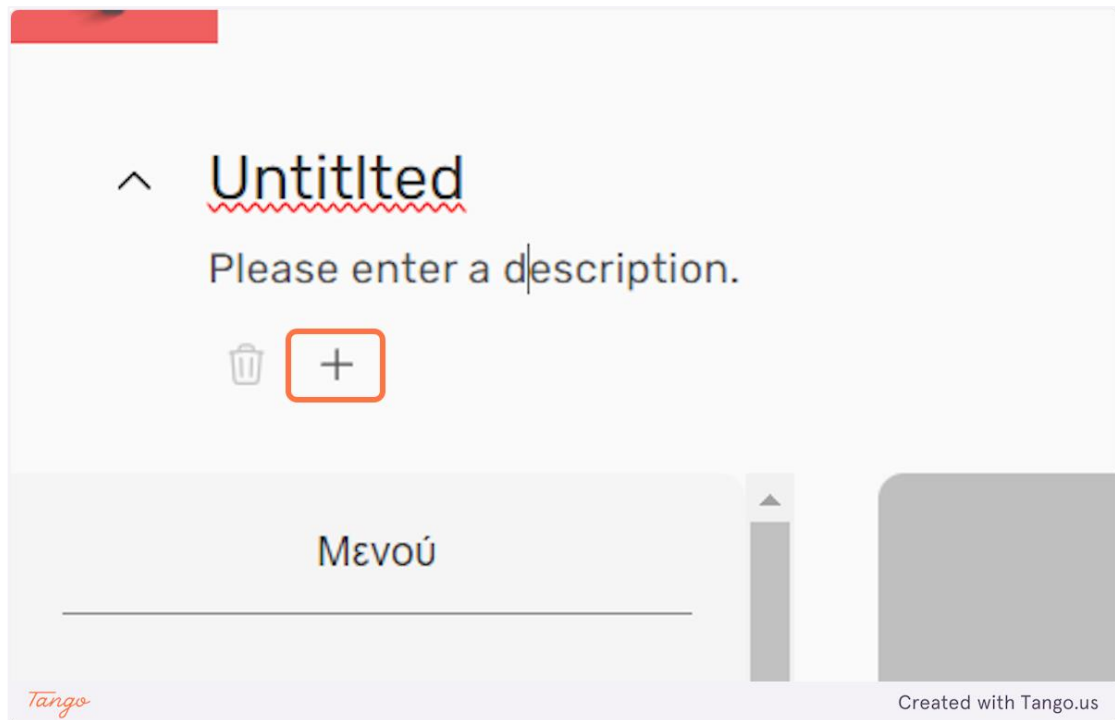 Untitlted
Please enter a description.
Μενού
Tango
Created with Tango.us